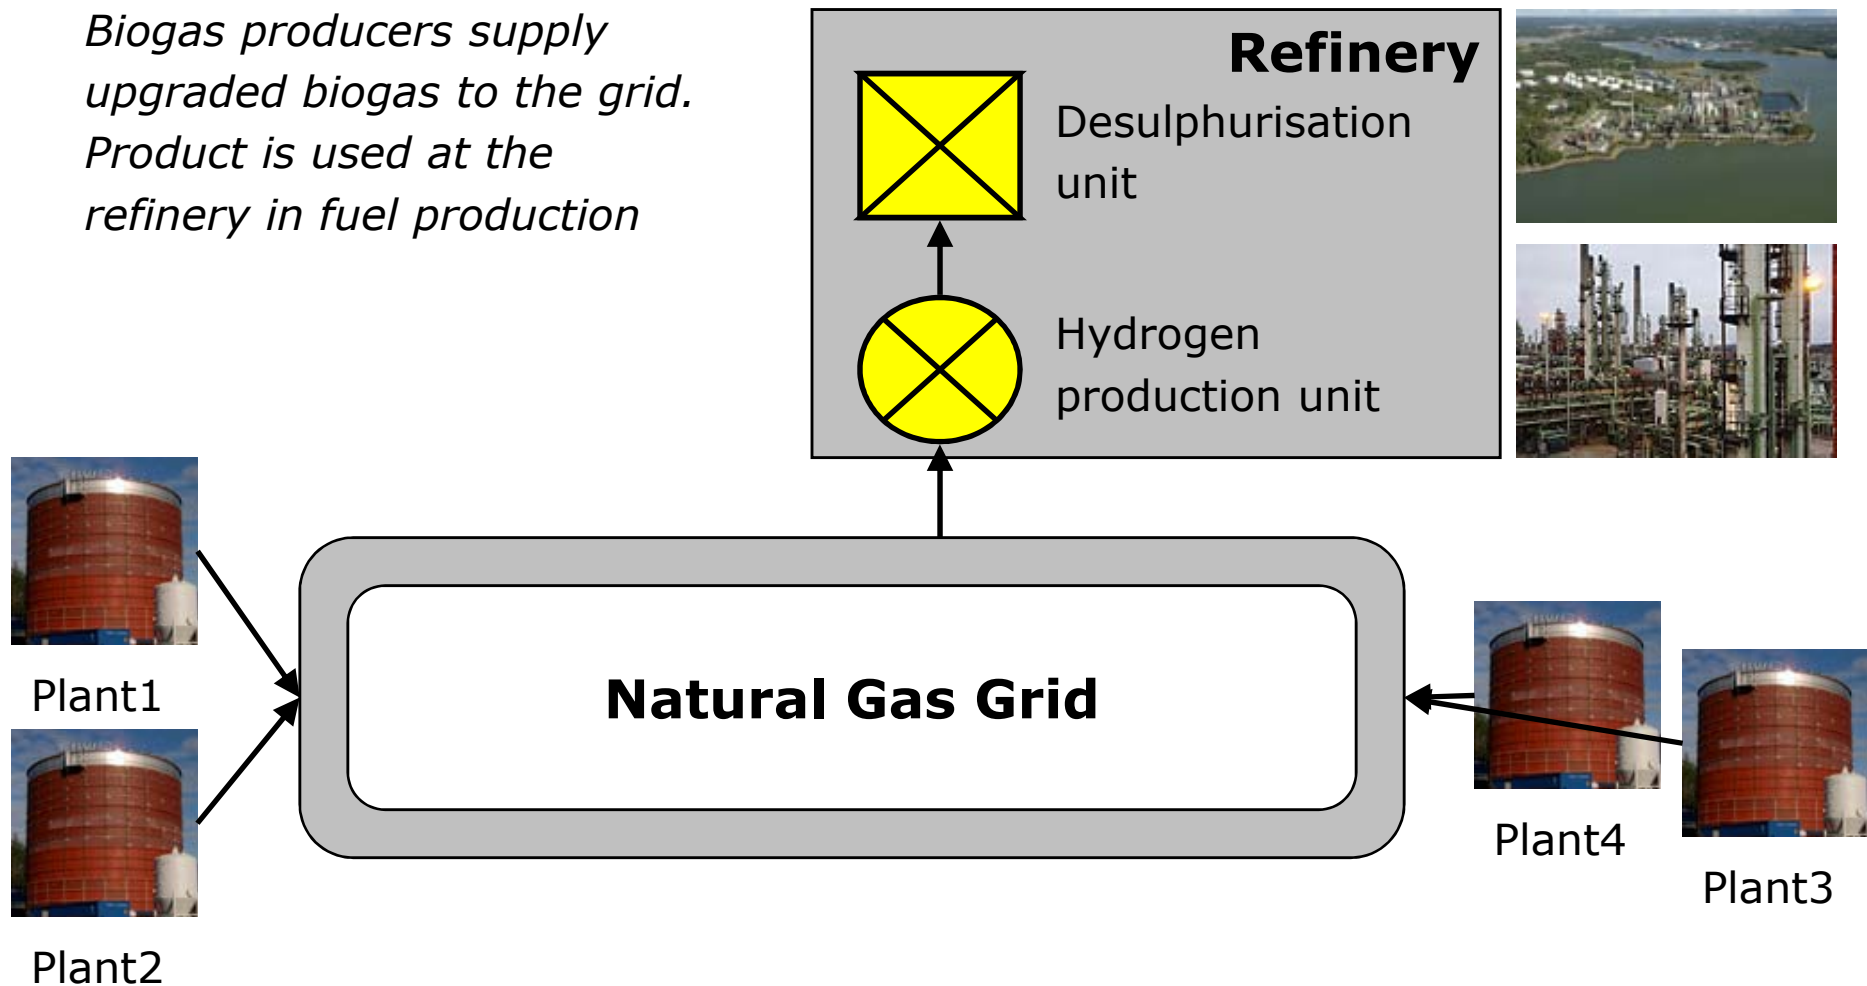 Biogas producers supply
upgraded biogas to the grid.
Product is used at the
refinery in fuel production
Refinery
Desulphurisation
unit
Hydrogen
production unit
Plant1
Natural Gas Grid
Plant4
Plant3
Plant2